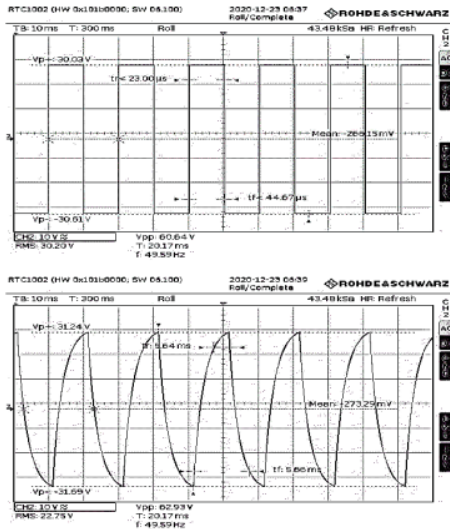 RTC1002 (HW 0x101b0000; SW 06.100) 2020-12-23 06:37
Roll/Complete ROHDE&SCHWARZ
TB: 10 ms T: 300 ms Roll 43.48 kSa HR: Refresh
Vp+: 30.03 V
tr< 23.00 µs
Mean: -266.15 mV
tf< 44.67 µs
Vp-: -30.61 V
CH2: 10 V Vpp: 60.64 V
RMS: 30.20 V T: 20.17 ms
f: 49.59 Hz
RTC1002 (HW 0x101b0000; SW 06.100) 2020-12-23 06:39
Roll/Complete ROHDE&SCHWARZ
TB: 10 ms T: 300 ms Roll 43.48 kSa HR: Refresh
Vp+: 31.24 V
tr: 5.64 ms
Mean: -273.29 mV
tf: 5.66 ms
Vp-: -31.69 V
CH2: 10 V Vpp: 62.93 V
RMS: 22.75 V T: 20.17 ms
f: 49.59 Hz